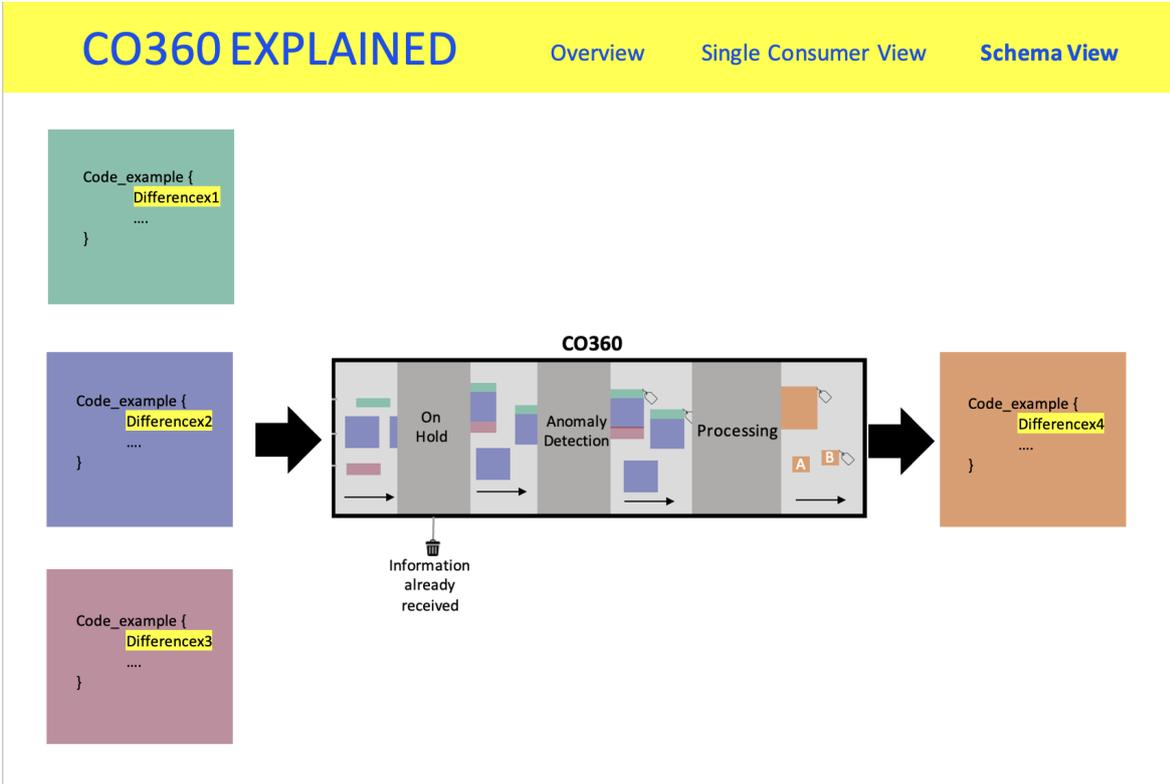 CO360 EXPLAINED
Overview
Single Consumer View
Schema View
Code_example {
Differencex1
....
}
Code_example {
Differencex2
....
}
Code_example {
Differencex3
....
}
CO360
On
Hold
Anomaly
Detection
Processing
A
B
Information
already
received
Code_example {
Differencex4
....
}